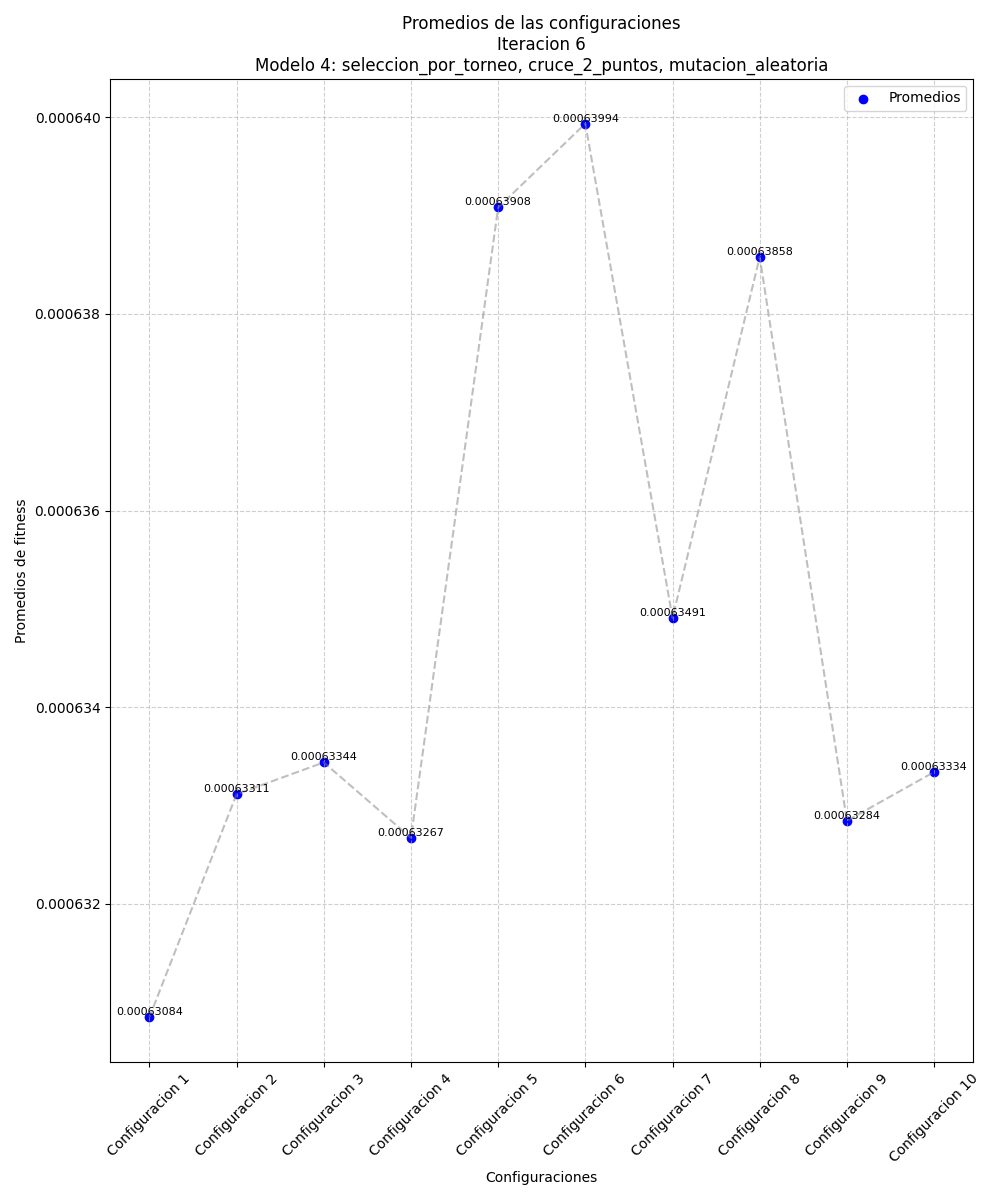 Promedios de las configuraciones
Iteracion 6
Modelo 4: seleccion_por_torneo, cruce_2_puntos, mutacion_aleatoria
Promedios
0.000640
0.000638
0.000636
0.000634
0.000632
Promedios de fitness
0.00063084
0.00063311
0.00063344
0.00063267
0.00063908
0.00063994
0.00063491
0.00063858
0.00063284
0.00063334
Configuracion 1
Configuracion 2
Configuracion 3
Configuracion 4
Configuracion 5
Configuracion 6
Configuracion 7
Configuracion 8
Configuracion 9
Configuracion 10
Configuraciones